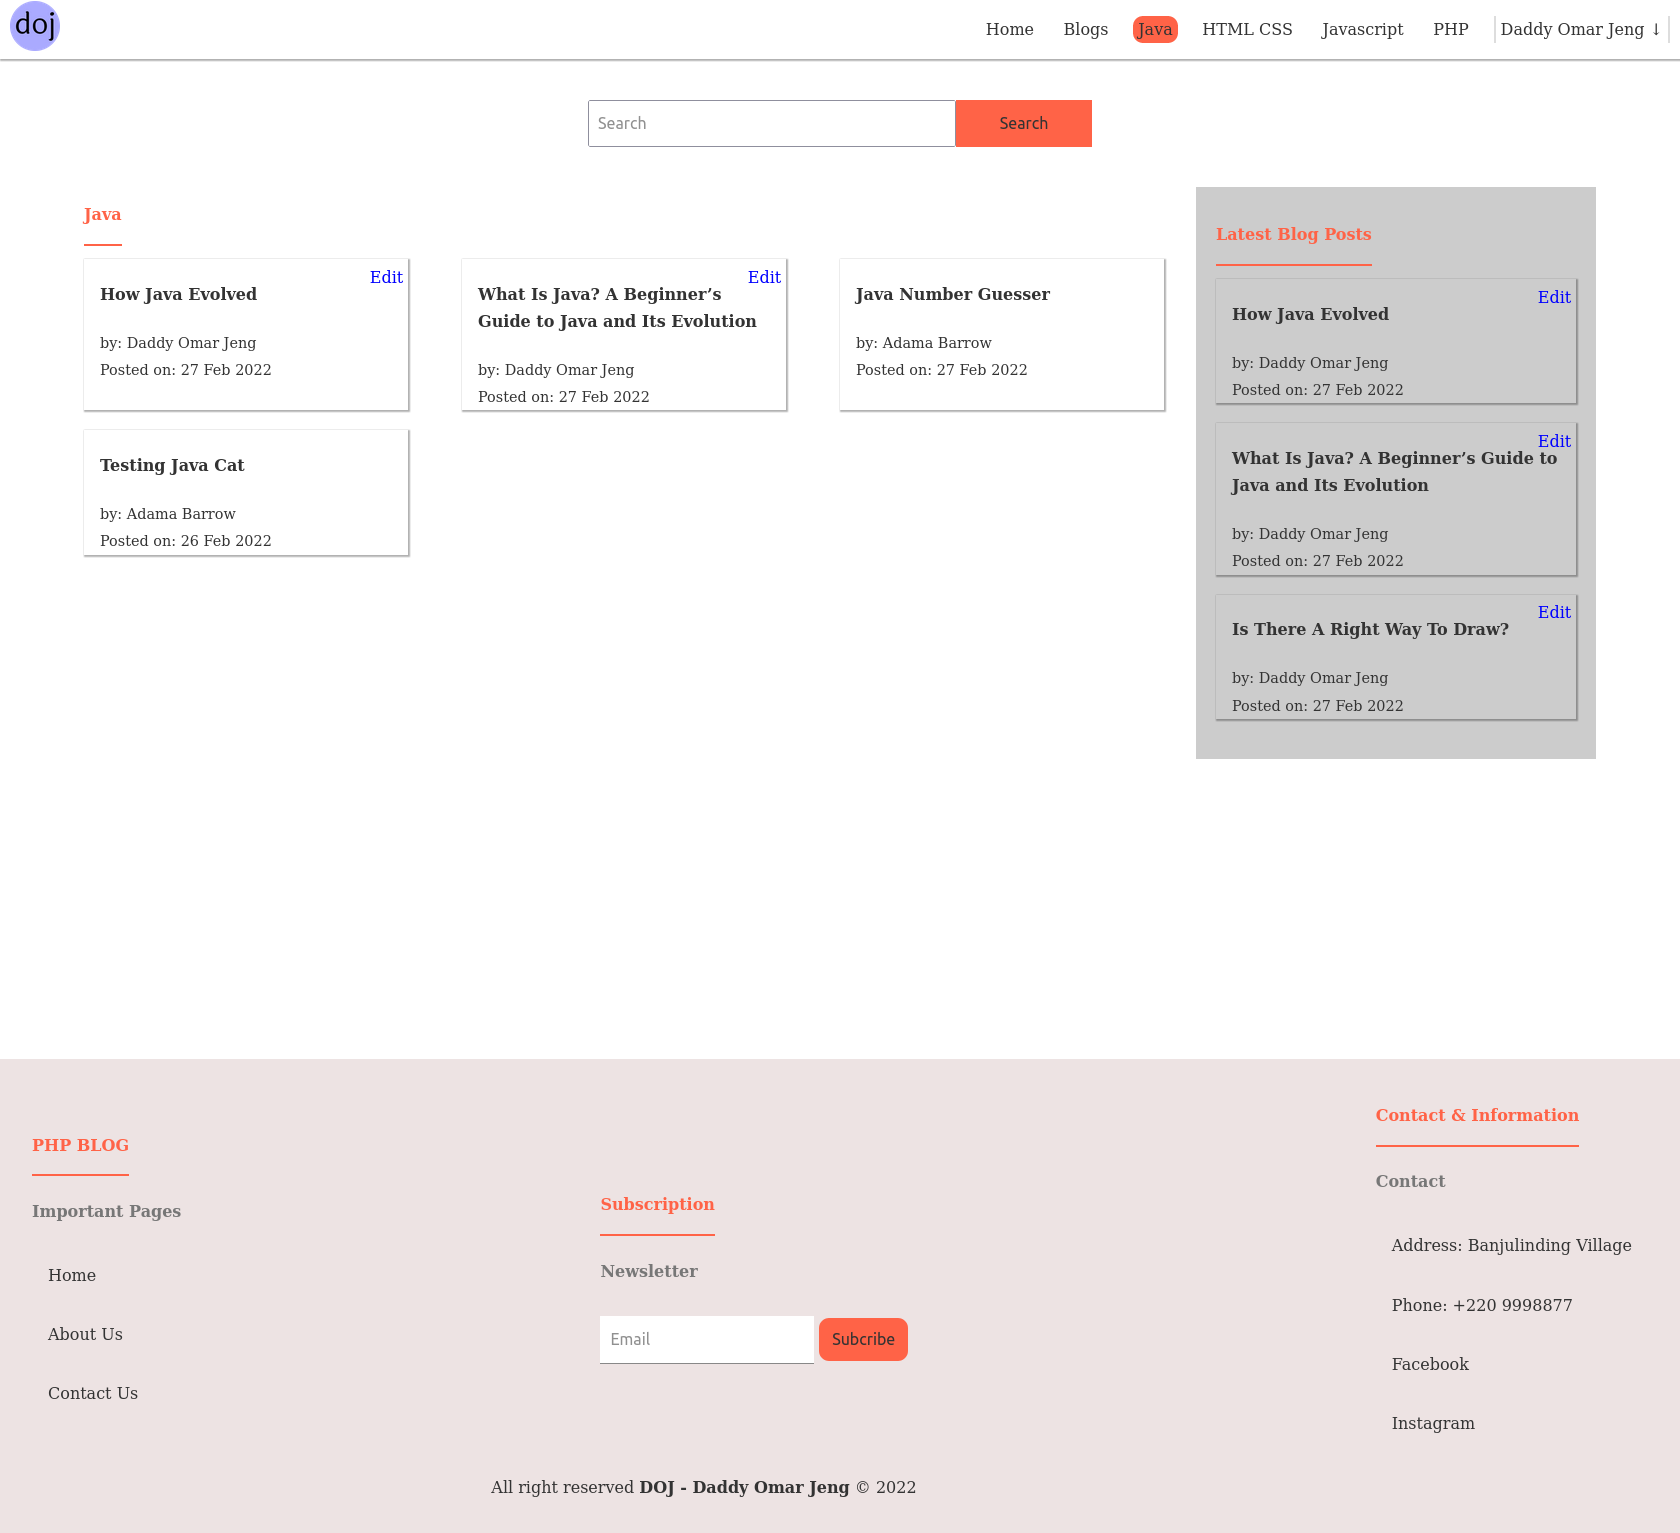 doj
Home Blogs Java HTML CSS Javascript PHP Daddy Omar Jeng ↓
Search Search
Java
Edit
How Java Evolved
by: Daddy Omar Jeng
Posted on: 27 Feb 2022
Edit
What Is Java? A Beginner’s
Guide to Java and Its Evolution
by: Daddy Omar Jeng
Posted on: 27 Feb 2022
Java Number Guesser
by: Adama Barrow
Posted on: 27 Feb 2022
Testing Java Cat
by: Adama Barrow
Posted on: 26 Feb 2022
Latest Blog Posts
Edit
How Java Evolved
by: Daddy Omar Jeng
Posted on: 27 Feb 2022
Edit
What Is Java? A Beginner’s Guide to
Java and Its Evolution
by: Daddy Omar Jeng
Posted on: 27 Feb 2022
Edit
Is There A Right Way To Draw?
by: Daddy Omar Jeng
Posted on: 27 Feb 2022
PHP BLOG
Important Pages
Home
About Us
Contact Us
Subscription
Newsletter
Email Subcribe
Contact & Information
Contact
Address: Banjulinding Village
Phone: +220 9998877
Facebook
Instagram
All right reserved DOJ - Daddy Omar Jeng © 2022